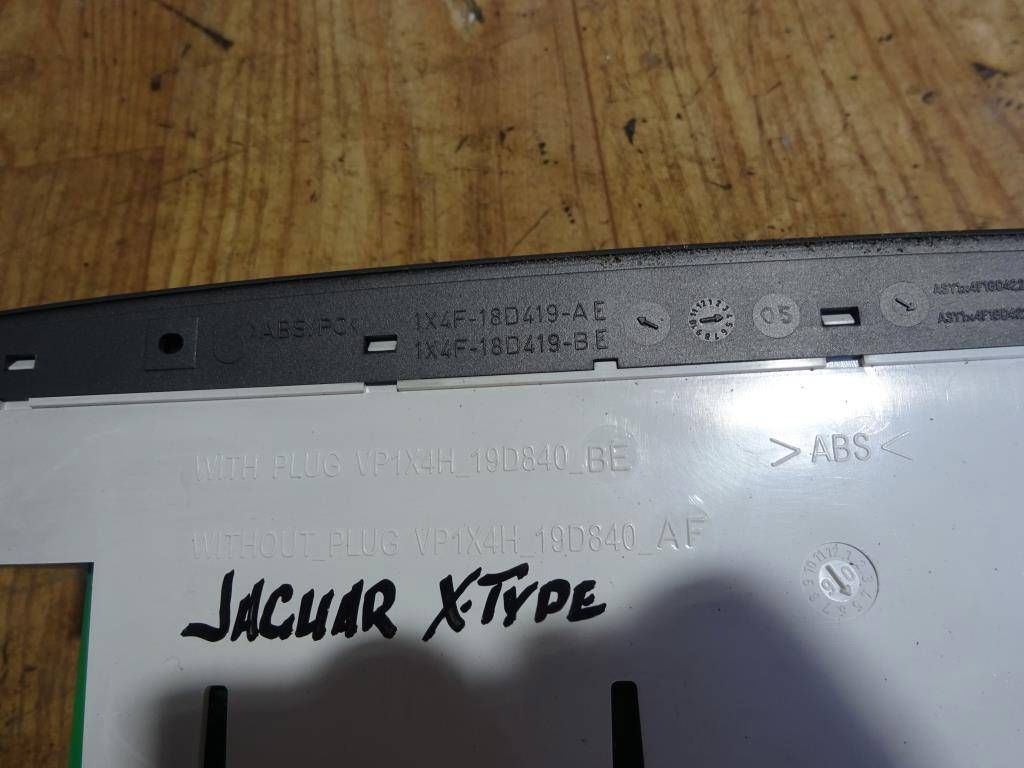 >ABS/PC<
1X4F-18D419-AE
1X4F-18D419-BE
05
WITH PLUG VP1X4H_19D840_BE
>ABS<
WITHOUT_PLUG VP1X4H_19D840_AF
JAGUAR X-TYPE